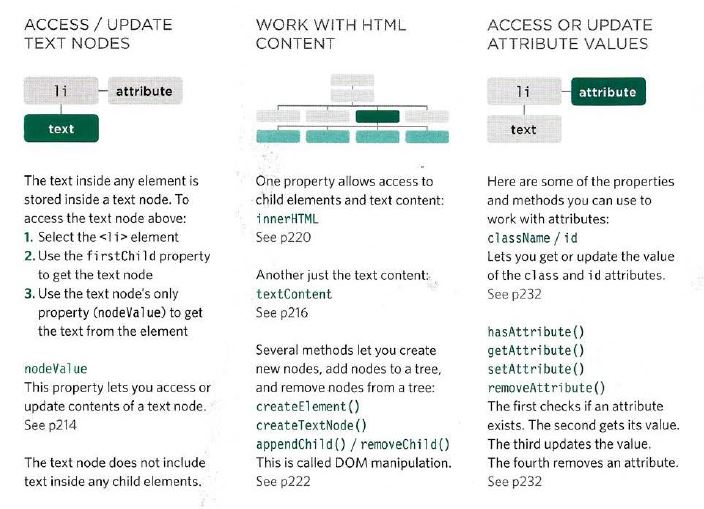 ACCESS / UPDATE
TEXT NODES
li
attribute
text
The text inside any element is
stored inside a text node. To
access the text node above:
1. Select the <li> element
2. Use the firstChild property
to get the text node
3. Use the text node's only
property (nodeValue) to get
the text from the element
nodeValue
This property lets you access or
update contents of a text node.
See p214
The text node does not include
text inside any child elements.
WORK WITH HTML
CONTENT
One property allows access to
child elements and text content:
innerHTML
See p220
Another just the text content:
textContent
See p216
Several methods let you create
new nodes, add nodes to a tree,
and remove nodes from a tree:
createElement()
createTextNode()
appendChild() / removeChild()
This is called DOM manipulation.
See p222
ACCESS OR UPDATE
ATTRIBUTE VALUES
li
attribute
text
Here are some of the properties
and methods you can use to
work with attributes:
className / id
Lets you get or update the value
of the class and id attributes.
See p232
hasAttribute()
getAttribute()
setAttribute()
removeAttribute()
The first checks if an attribute
exists. The second gets its value.
The third updates the value.
The fourth removes an attribute.
See p232